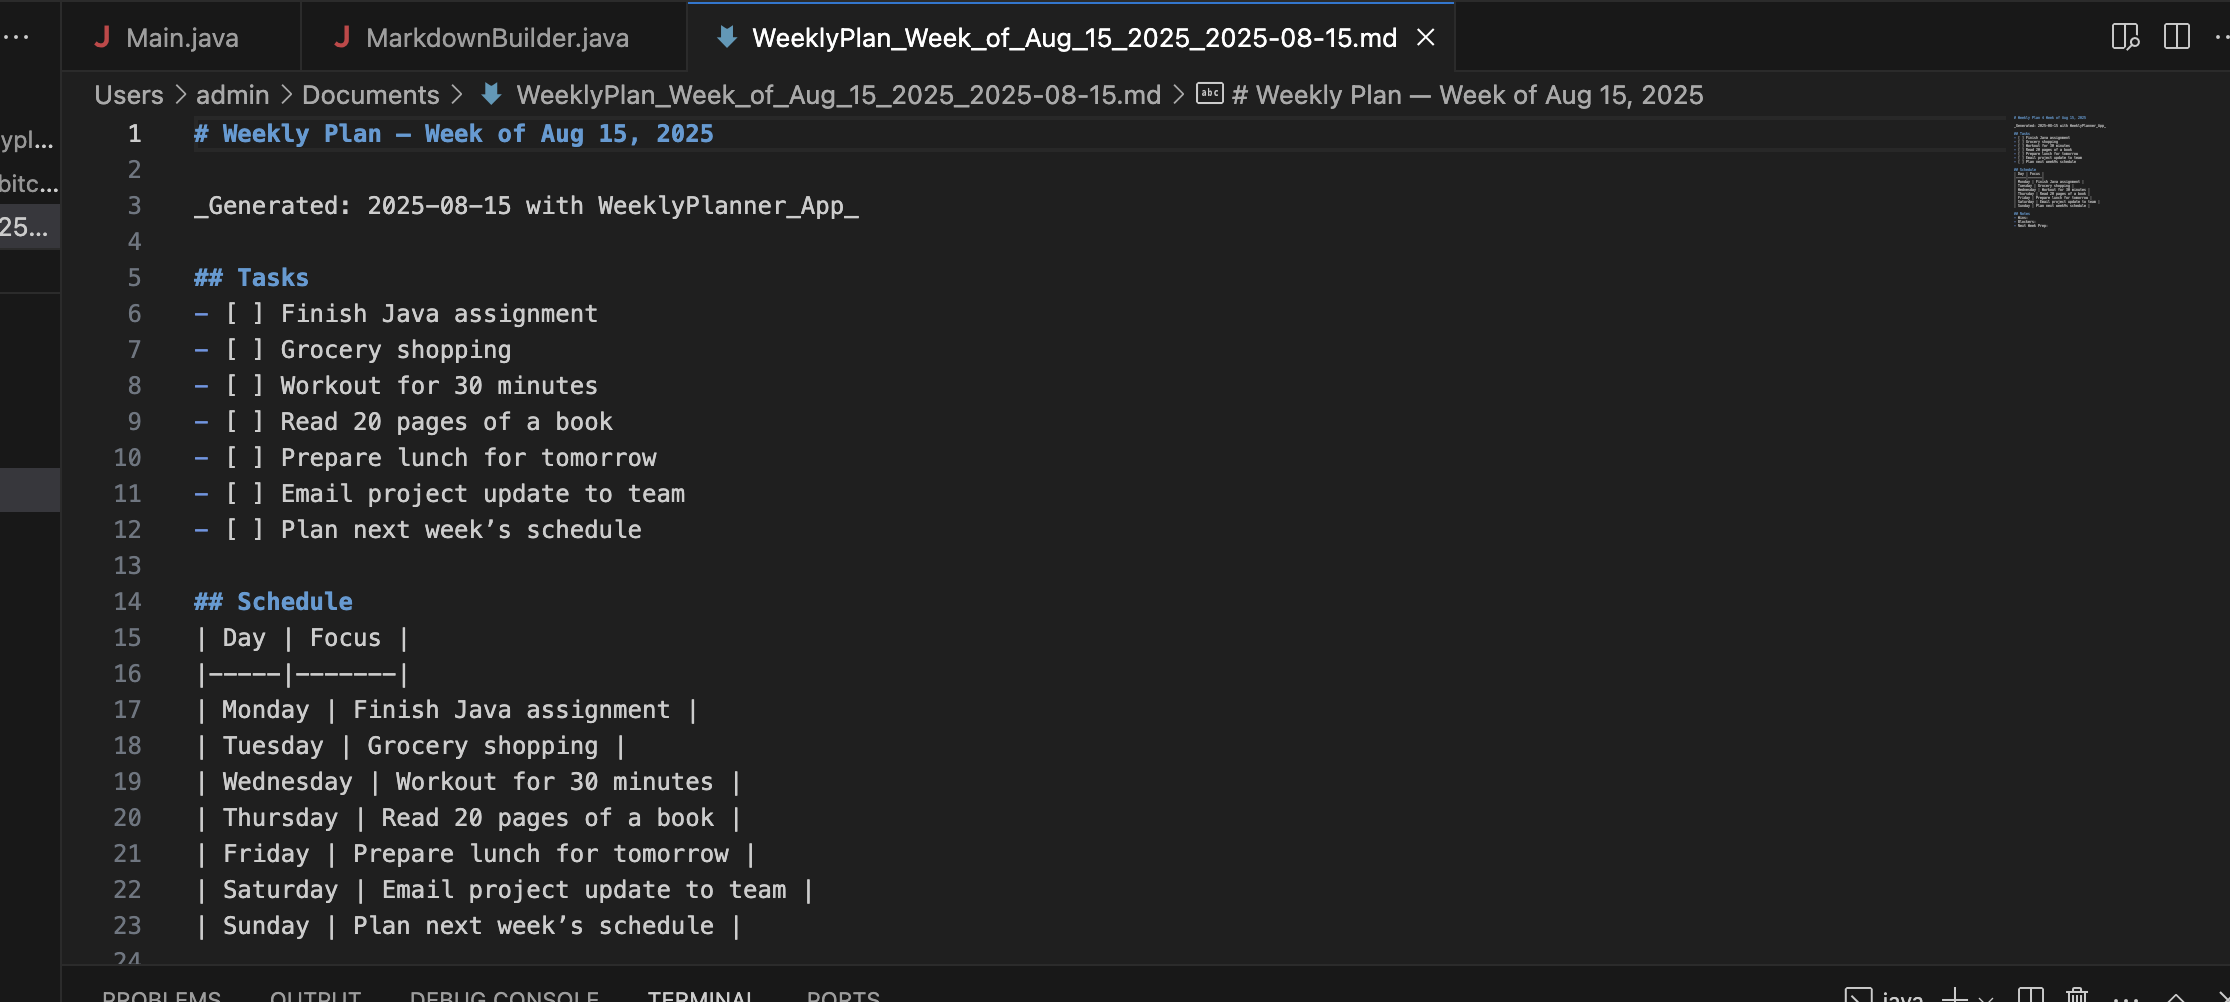 ··· Main.java MarkdownBuilder.java WeeklyPlan_Week_of_Aug_15_2025_2025-08-15.md
Users > admin > Documents > WeeklyPlan_Week_of_Aug_15_2025_2025-08-15.md > abc # Weekly Plan — Week of Aug 15, 2025
ypl...
bitc...
25...
1 # Weekly Plan — Week of Aug 15, 2025
2
3 _Generated: 2025-08-15 with WeeklyPlanner_App_
4
5 ## Tasks
6 - [ ] Finish Java assignment
7 - [ ] Grocery shopping
8 - [ ] Workout for 30 minutes
9 - [ ] Read 20 pages of a book
10 - [ ] Prepare lunch for tomorrow
11 - [ ] Email project update to team
12 - [ ] Plan next week’s schedule
13
14 ## Schedule
15 | Day | Focus |
16 |-----|-------|
17 | Monday | Finish Java assignment |
18 | Tuesday | Grocery shopping |
19 | Wednesday | Workout for 30 minutes |
20 | Thursday | Read 20 pages of a book |
21 | Friday | Prepare lunch for tomorrow |
22 | Saturday | Email project update to team |
23 | Sunday | Plan next week’s schedule |
24
PROBLEMS OUTPUT DEBUG CONSOLE TERMINAL PORTS java